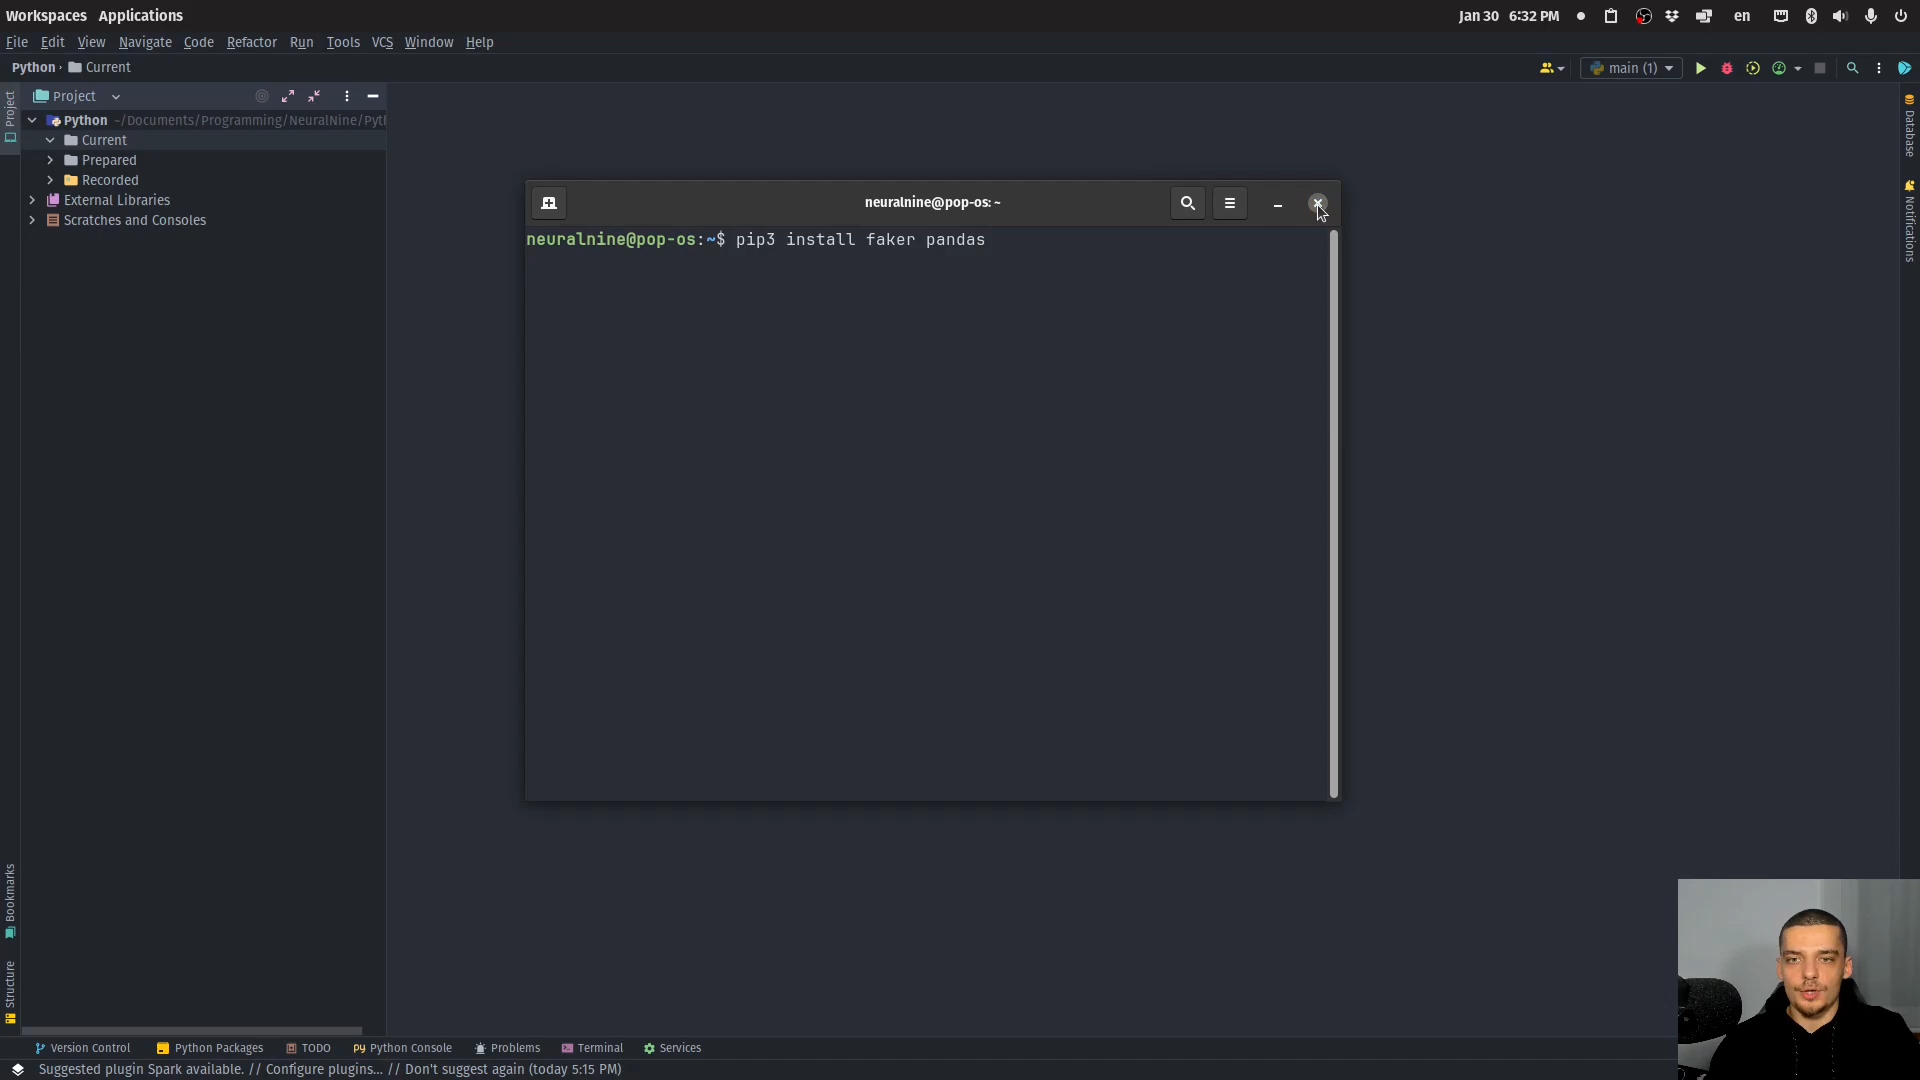 Workspaces Applications
Jan 30 6:32 PM
en
File Edit View Navigate Code Refactor Run Tools VCS Window Help
Python › Current
main (1)
Project
Project
Python ~/Documents/Programming/NeuralNine/Pyt
Current
Prepared
Recorded
External Libraries
Scratches and Consoles
neuralnine@pop-os: ~
neuralnine@pop-os:~$ pip3 install faker pandas
Database
Notifications
Bookmarks
Structure
Version Control Python Packages TODO Python Console Problems Terminal Services
Suggested plugin Spark available. // Configure plugins... // Don't suggest again (today 5:15 PM)